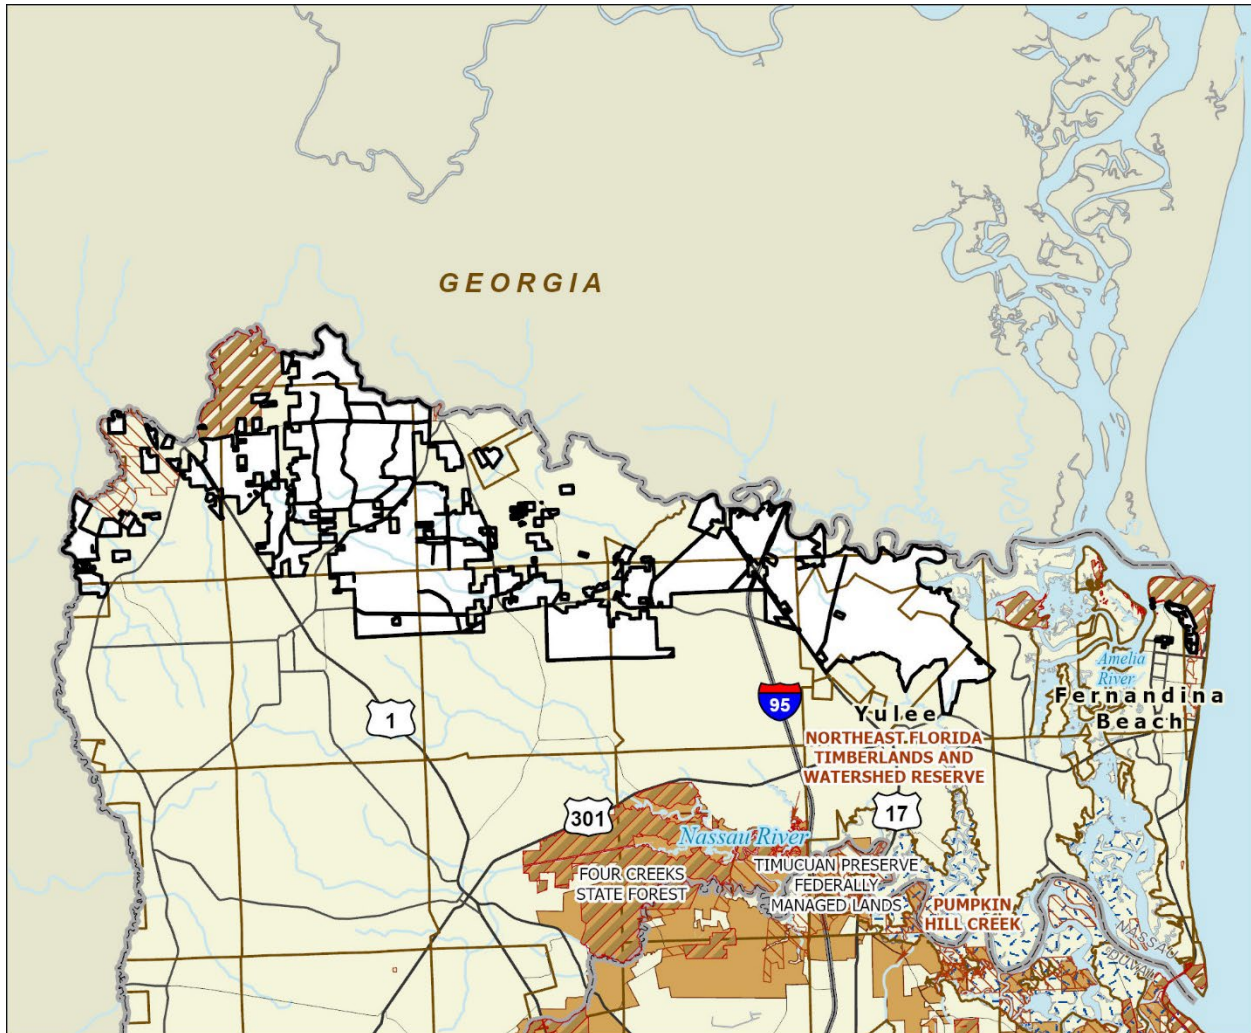 GEORGIA
Amelia
River
Fernandina
Beach
95
Yulee
1
NORTHEAST FLORIDA
TIMBERLANDS AND
WATERSHED RESERVE
301
17
Nassau River
FOUR CREEKS
STATE FOREST
TIMUCUAN PRESERVE
FEDERALLY
MANAGED LANDS
PUMPKIN
HILL CREEK
NASSAU
DUVAL